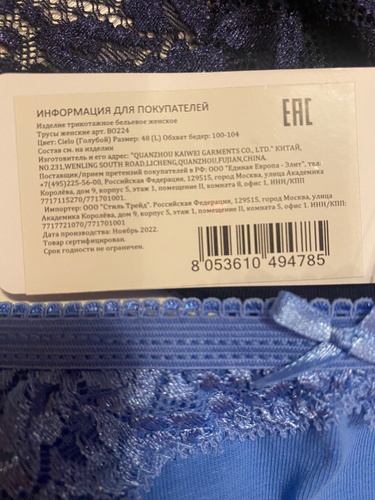 ИНФОРМАЦИЯ ДЛЯ ПОКУПАТЕЛЕЙ
EAC
Изделие трикотажное бельевое женское
Трусы женские арт. BO224
Цвет: Cielo (Голубой) Размер: 48 (L) Обхват бедер: 100-104
Состав см. на изделии
Изготовитель и его адрес: "QUANZHOU KAIWEI GARMENTS CO., LTD." КИТАЙ,
NO.231,WENLING SOUTH ROAD,LICHENG,QUANZHOU,FUJIAN,CHINA.
Поставщик/прием претензий покупателей в РФ: ООО "Единая Европа - Элит", тел.
+7(495)225-56-00, Российская Федерация, 129515, город Москва, ул. Академика
Королёва, дом 9, корпус 5, этаж 1, помещение II, комната 8, офис 1. ИНН/КПП:
7717115270/771701001.
Импортер: ООО "Стиль Трейд". Российская Федерация, 129515, город Москва, ул.
Академика Королёва, дом 9, корпус 5, этаж 1, помещение II, комната 5, офис 1. ИНН/КПП:
7717721070/771701001
Дата производства: Ноябрь 2022.
Товар сертифицирован.
Срок годности не ограничен.
8 053610 494785